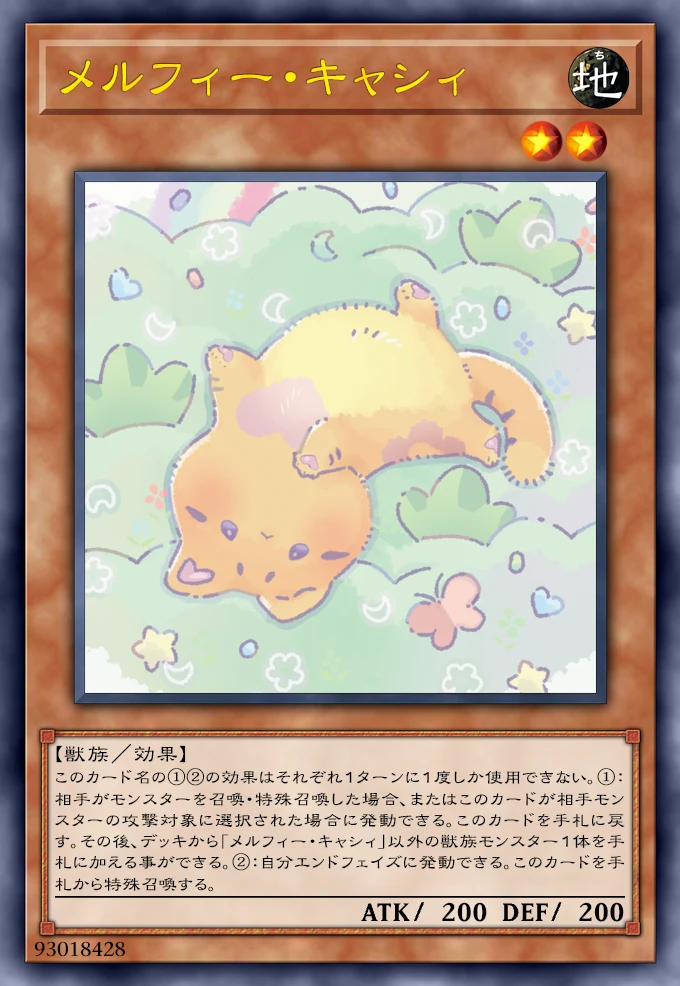 メルフィー・キャシィ
ち
地
【獣族／効果】
このカード名の①②の効果はそれぞれ1ターンに1度しか使用できない。①：
相手がモンスターを召喚・特殊召喚した場合、またはこのカードが相手モン
スターの攻撃対象に選択された場合に発動できる。このカードを手札に戻
す。その後、デッキから「メルフィー・キャシィ」以外の獣族モンスター1体を手
札に加える事ができる。②：自分エンドフェイズに発動できる。このカードを手
札から特殊召喚する。
ATK/ 200 DEF/ 200
93018428